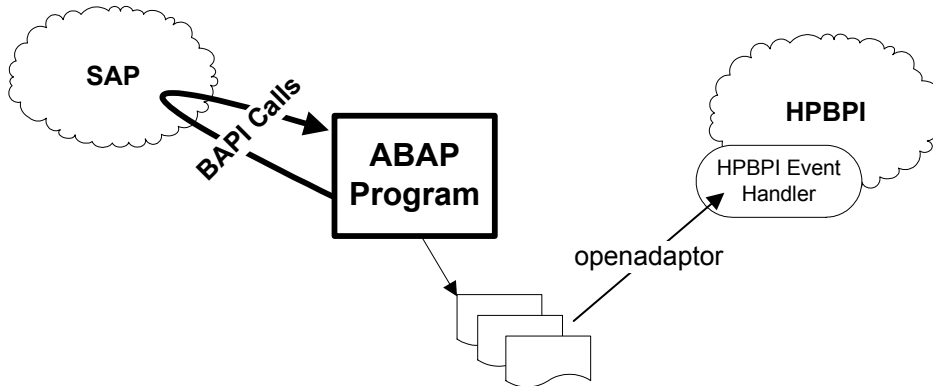 SAP
BAPI Calls
ABAP
Program
HPBPI
HPBPI Event
Handler
openadaptor